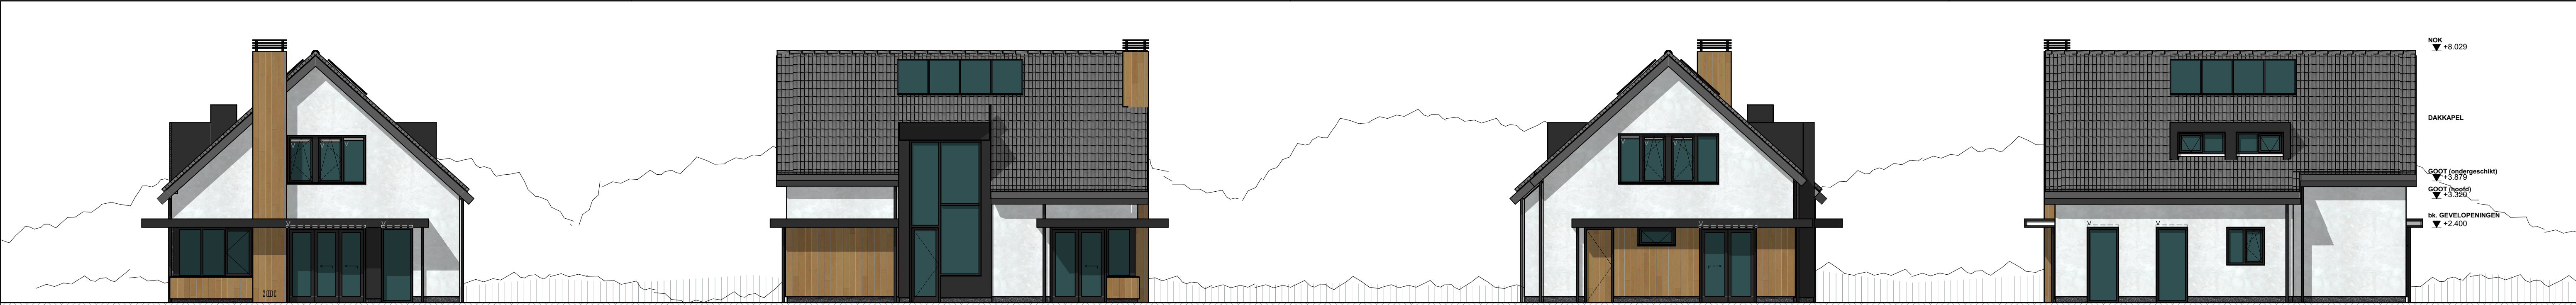 NOK
+8.029
DAKKAPEL
GOOT (ondergeschikt)
+3.879
GOOT (hoofd)
+3.320
bk. GEVELOPENINGEN
+2.400